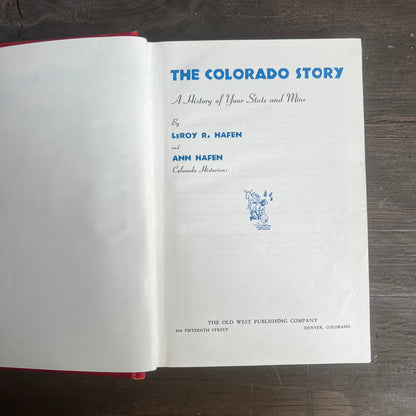 THE COLORADO STORY
A History of Your State and Mine
By
LeROY R. HAFEN
and
ANN HAFEN
Colorado Historians
THE OLD WEST PUBLISHING COMPANY
FIFTEENTH STREET DENVER, COLORADO